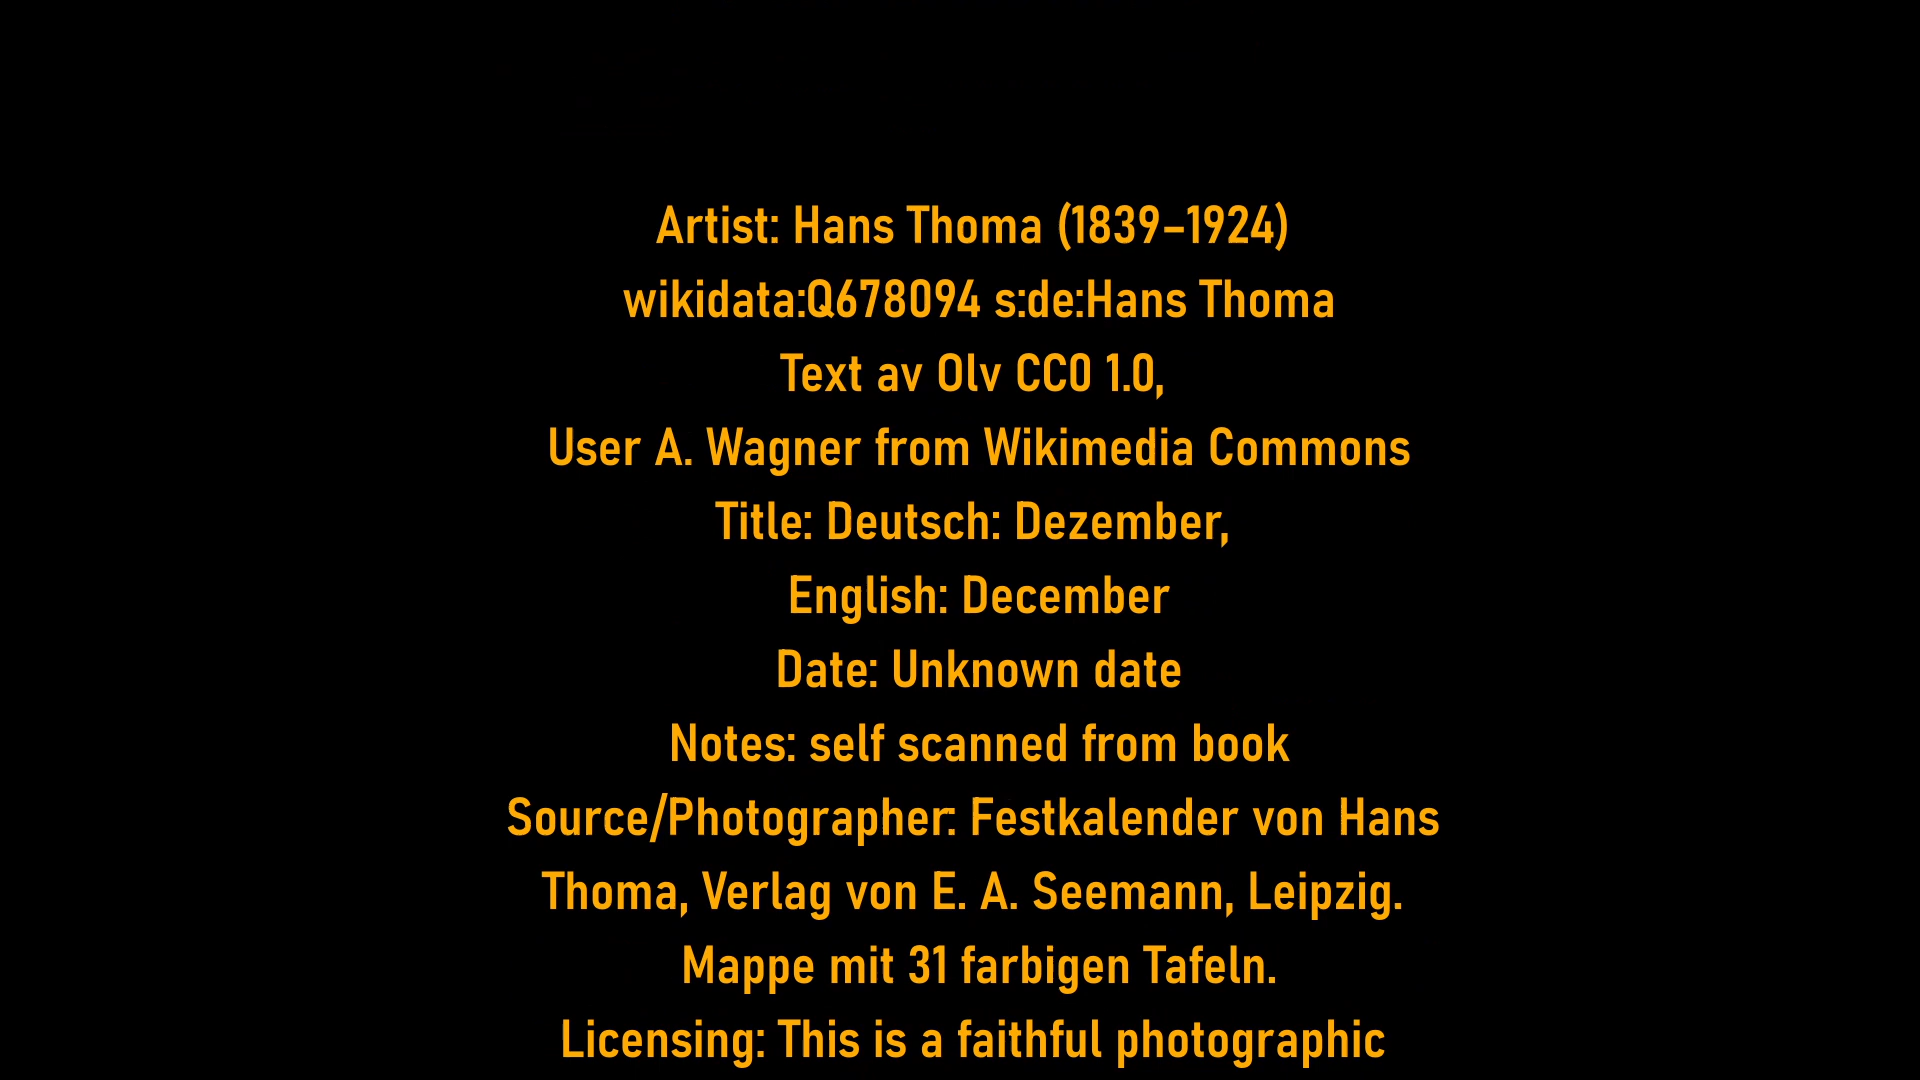 Artist: Hans Thoma (1839–1924)
wikidata:Q678094 s:de:Hans Thoma
Text av Olv CC0 1.0,
User A. Wagner from Wikimedia Commons
Title: Deutsch: Dezember,
English: December
Date: Unknown date
Notes: self scanned from book
Source/Photographer: Festkalender von Hans
Thoma, Verlag von E. A. Seemann, Leipzig.
Mappe mit 31 farbigen Tafeln.
Licensing: This is a faithful photographic